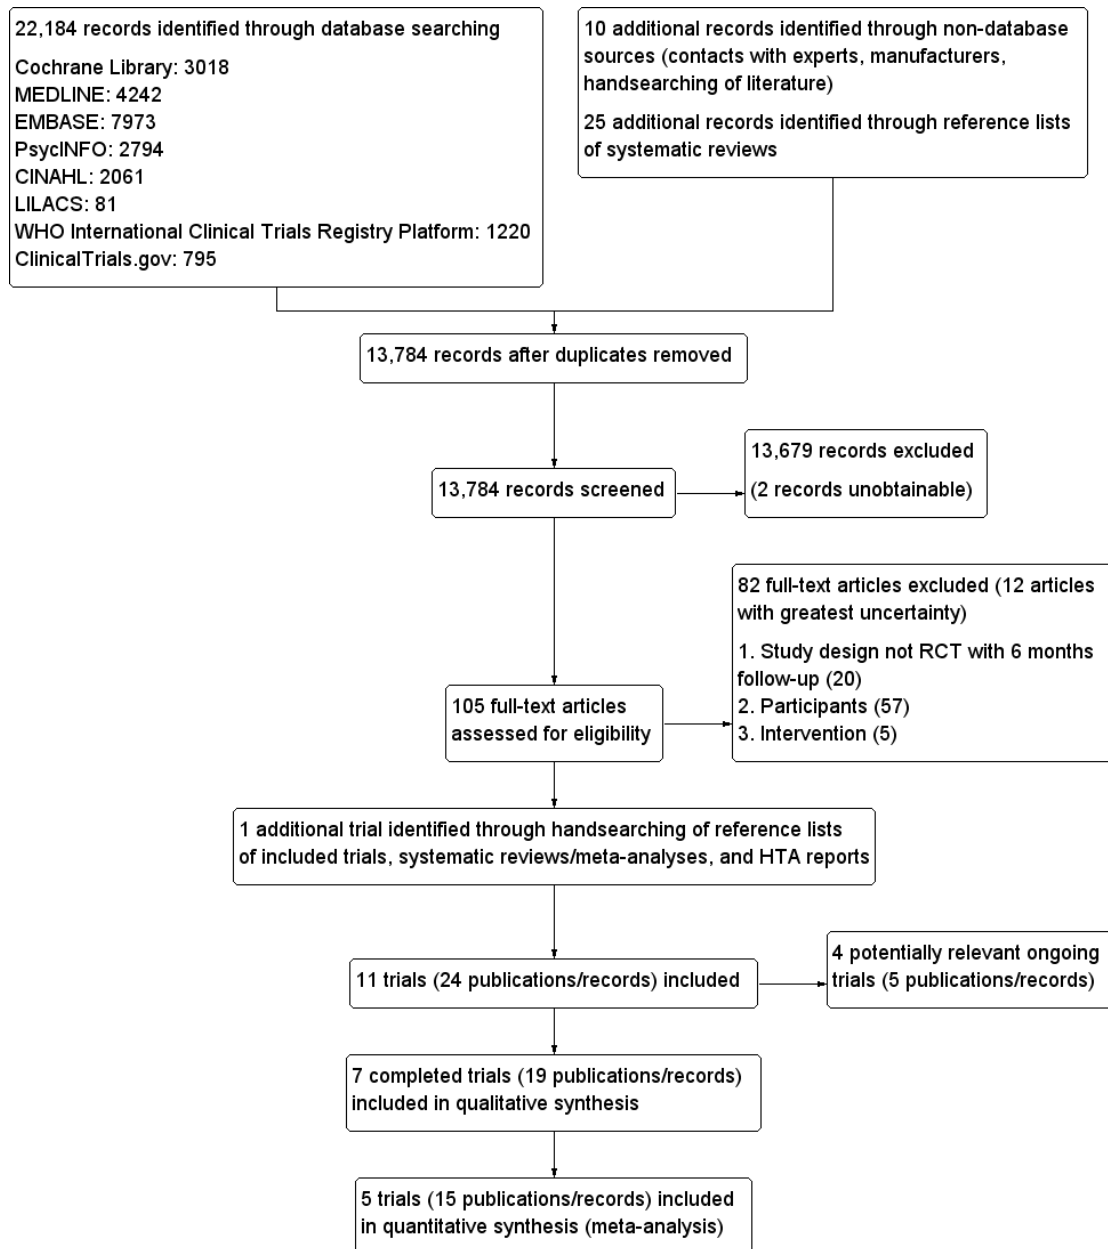 22,184 records identified through database searching
Cochrane Library: 3018
MEDLINE: 4242
EMBASE: 7973
PsycINFO: 2794
CINAHL: 2061
LILACS: 81
WHO International Clinical Trials Registry Platform: 1220
ClinicalTrials.gov: 795
10 additional records identified through non-database
sources (contacts with experts, manufacturers,
handsearching of literature)
25 additional records identified through reference lists
of systematic reviews
13,784 records after duplicates removed
13,784 records screened
13,679 records excluded
(2 records unobtainable)
105 full-text articles
assessed for eligibility
82 full-text articles excluded (12 articles
with greatest uncertainty)
1. Study design not RCT with 6 months
follow-up (20)
2. Participants (57)
3. Intervention (5)
1 additional trial identified through handsearching of reference lists
of included trials, systematic reviews/meta-analyses, and HTA reports
11 trials (24 publications/records) included
4 potentially relevant ongoing
trials (5 publications/records)
7 completed trials (19 publications/records)
included in qualitative synthesis
5 trials (15 publications/records) included
in quantitative synthesis (meta-analysis)